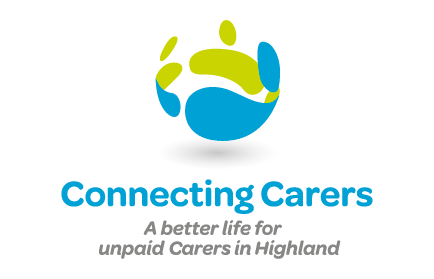 Connecting Carers
A better life for
unpaid Carers in Highland